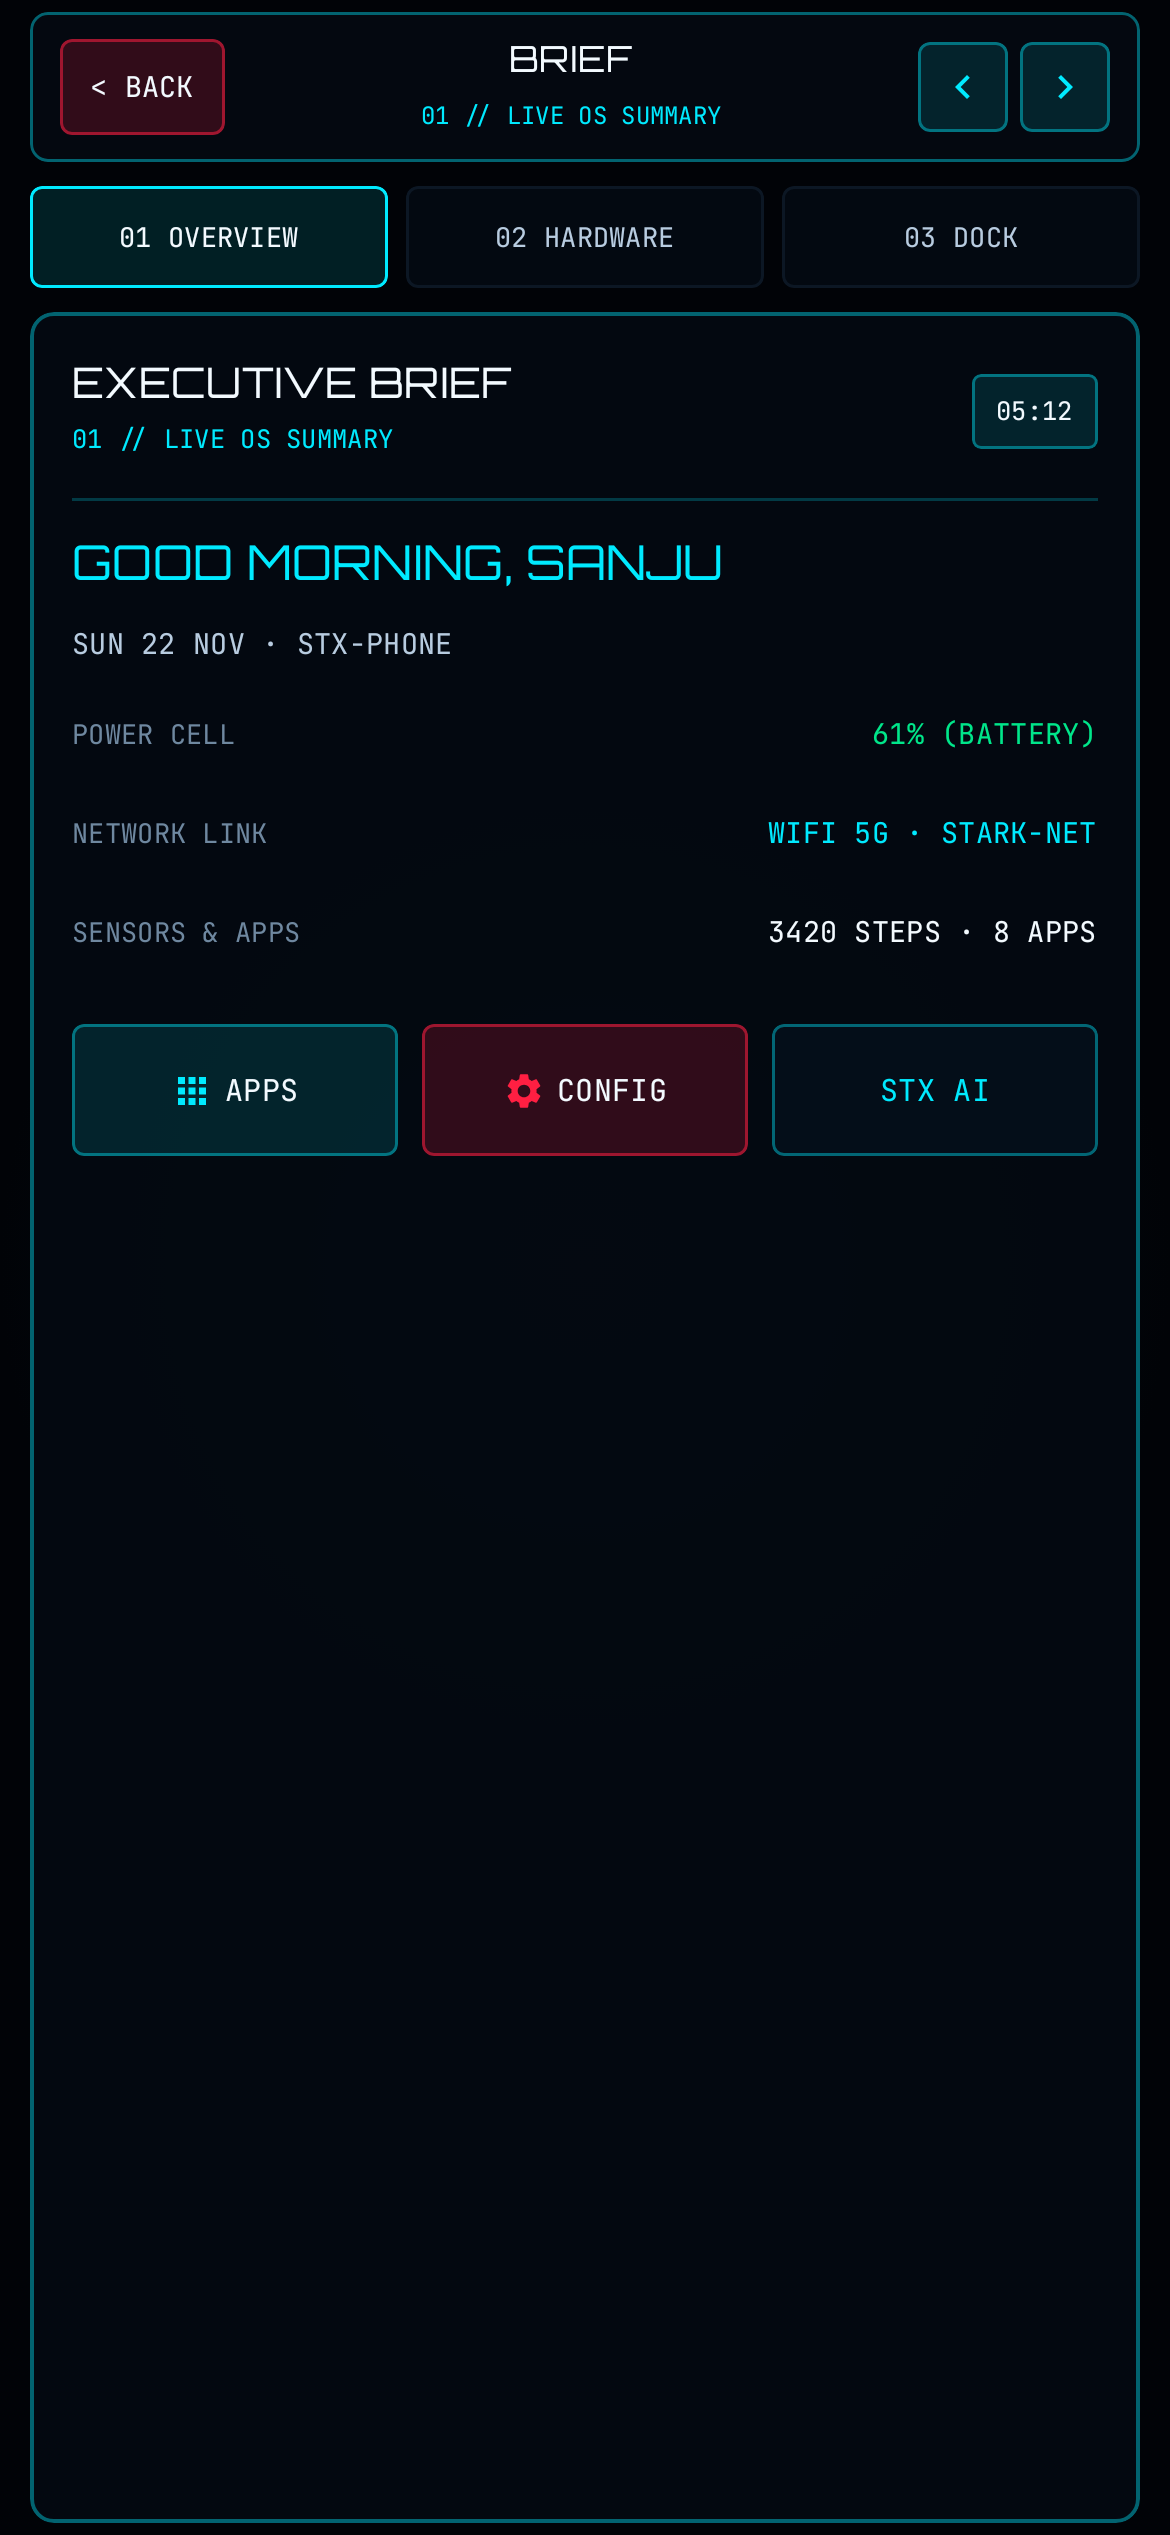 < BACK
BRIEF
01 // LIVE OS SUMMARY
01 OVERVIEW
02 HARDWARE
03 DOCK
EXECUTIVE BRIEF
01 // LIVE OS SUMMARY
05:12
GOOD MORNING, SANJU
SUN 22 NOV · STX-PHONE
POWER CELL
61% (BATTERY)
NETWORK LINK
WIFI 5G · STARK-NET
SENSORS & APPS
3420 STEPS · 8 APPS
APPS
CONFIG
STX AI